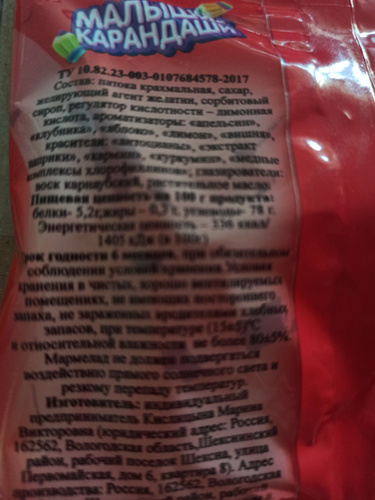 МАЛЫШИ
КАРАНДАШИ
ТУ 10.82.23-003-0107684578-2017
Состав: патока крахмальная, сахар,
желирующий агент желатин, сорбитовый
сироп, регулятор кислотности – лимонная
кислота, ароматизаторы: «апельсин»,
«клубника», «яблоко», «лимон», «вишня»,
красители: «антоцианы», «экстракт
паприки», «кармин», «куркумин», «медные
комплексы хлорофиллинов»; глазирователи:
воск карнаубский, растительное масло.
Пищевая ценность на 100 г продукта:
белки- 5,2г,жиры – 0,1 г, углеводы- 78 г.
Энергетическая ценность – 336 ккал/
1405 кДж (в 100г)
рок годности 6 месяцев, при обязательном
соблюдении условий хранения. Условия
хранения в чистых, хорошо вентилируемых
помещениях, не имеющих постороннего
запаха, не зараженных вредителями хлебных
запасов, при температуре (15±5)°С
и относительной влажности не более 80±5%.
Мармелад не должен подвергаться
воздействию прямого солнечного света и
резкому перепаду температур.
Изготовитель: индивидуальный
предприниматель Кислицына Марина
Викторовна (юридический адрес: Россия,
162562, Вологодская область,Шекснинский
район, рабочий поселок Шексна, улица
Первомайская, дом 6, квартира 8). Адрес
производства: Россия, 162562, Вологодская